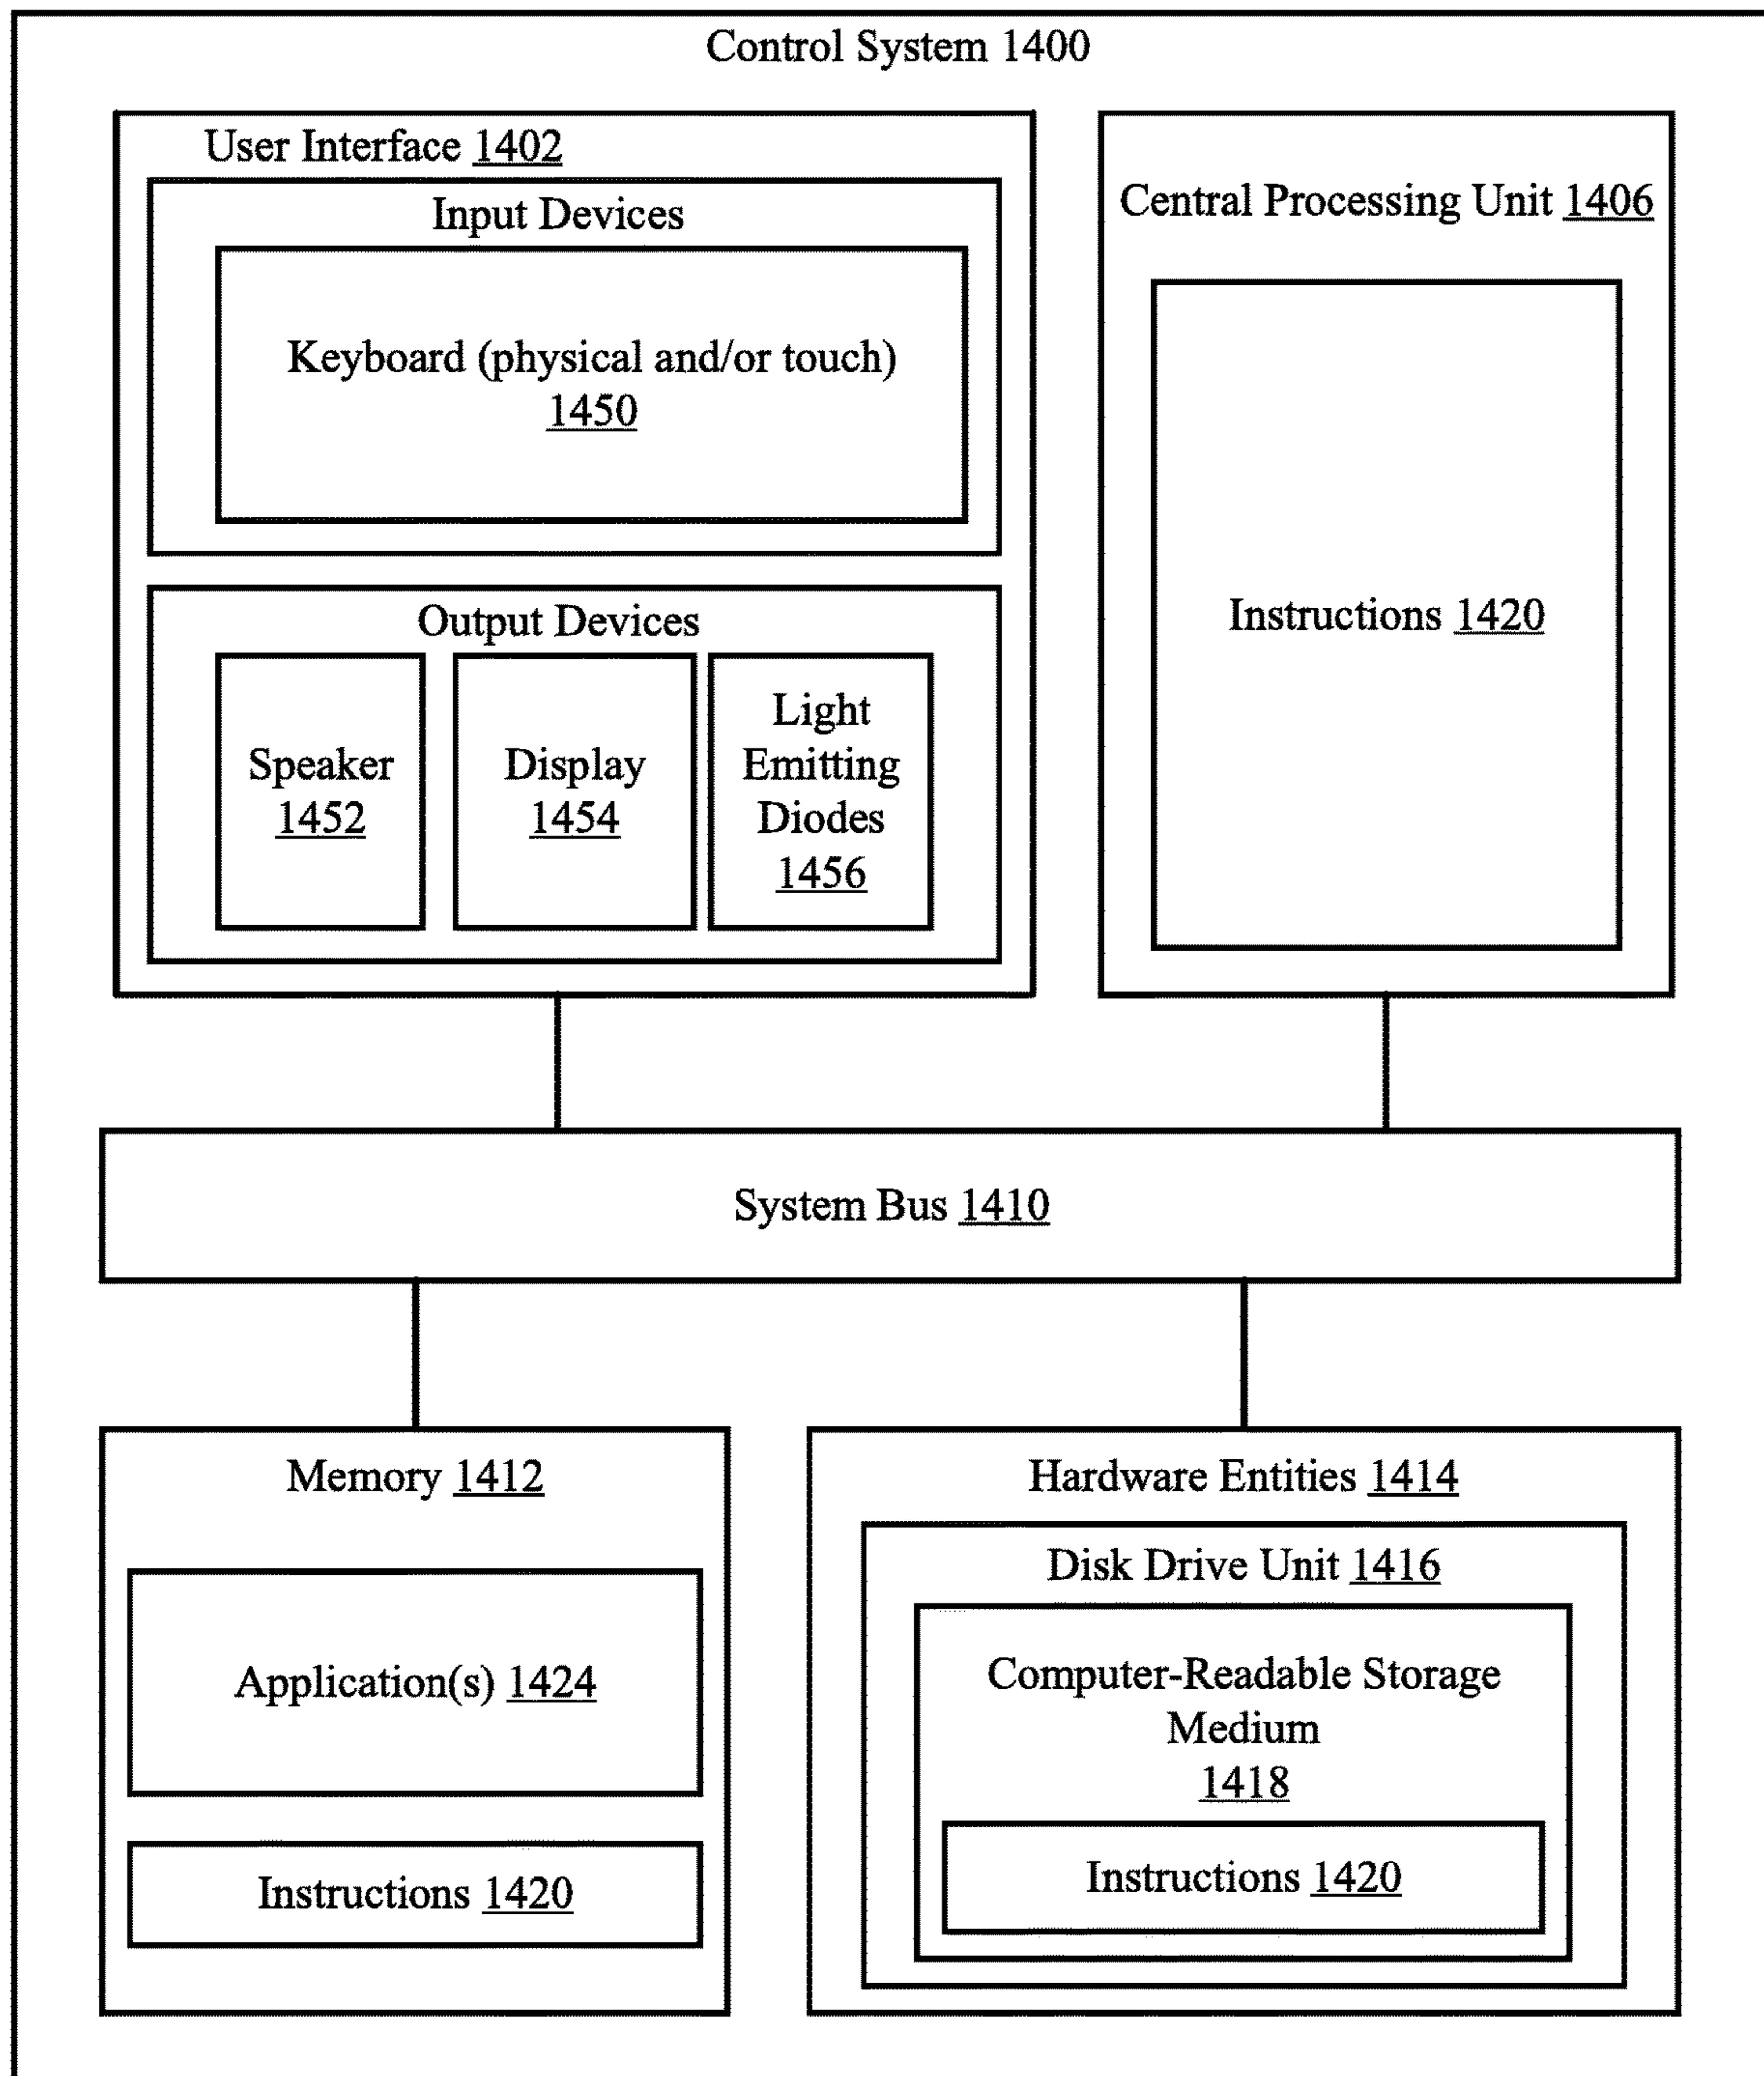 Control System 1400
User Interface 1402
Input Devices
Keyboard (physical and/or touch)
1450
Output Devices
Speaker
1452
Display
1454
Light
Emitting
Diodes
1456
Central Processing Unit 1406
Instructions 1420
System Bus 1410
Memory 1412
Application(s) 1424
Instructions 1420
Hardware Entities 1414
Disk Drive Unit 1416
Computer-Readable Storage
Medium
1418
Instructions 1420